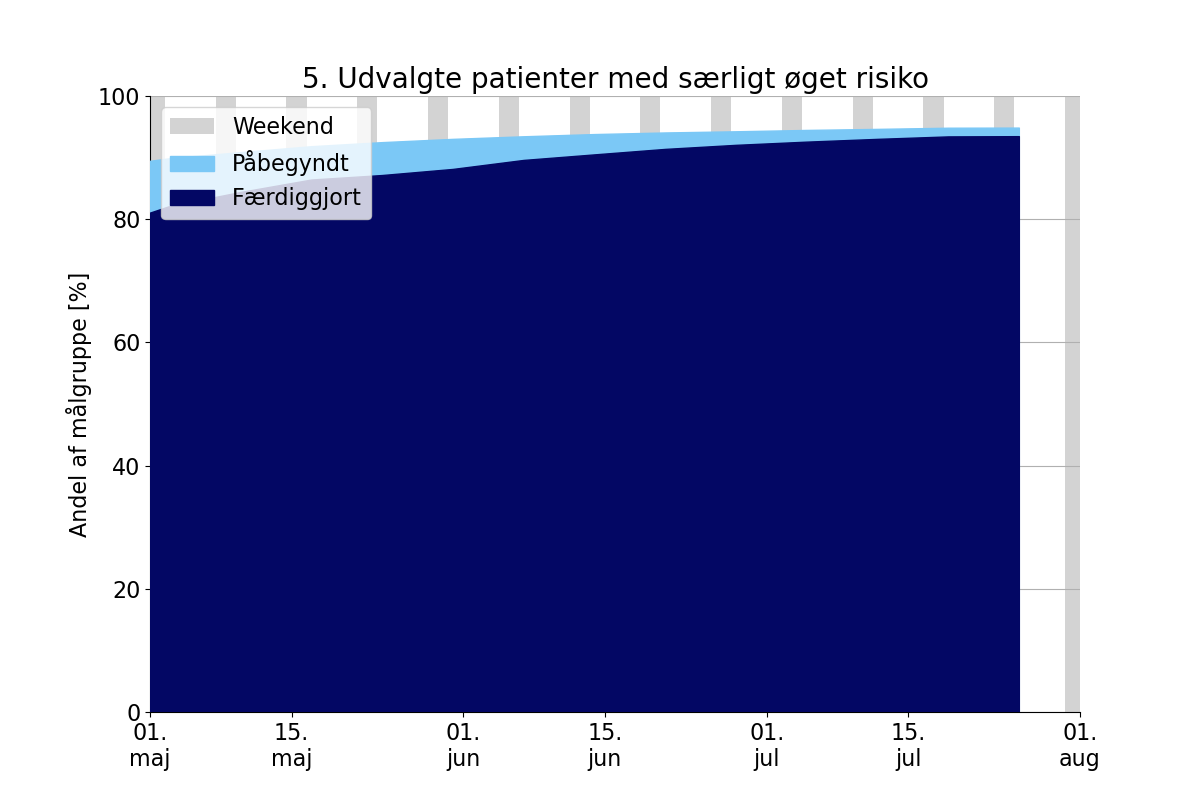 5. Udvalgte patienter med særligt øget risiko
Weekend
Påbegyndt
Færdiggjort
Andel af målgruppe [%]
100
80
60
40
20
0
01. 15. 01. 15. 01. 15. 01.
maj maj jun jun jul jul aug